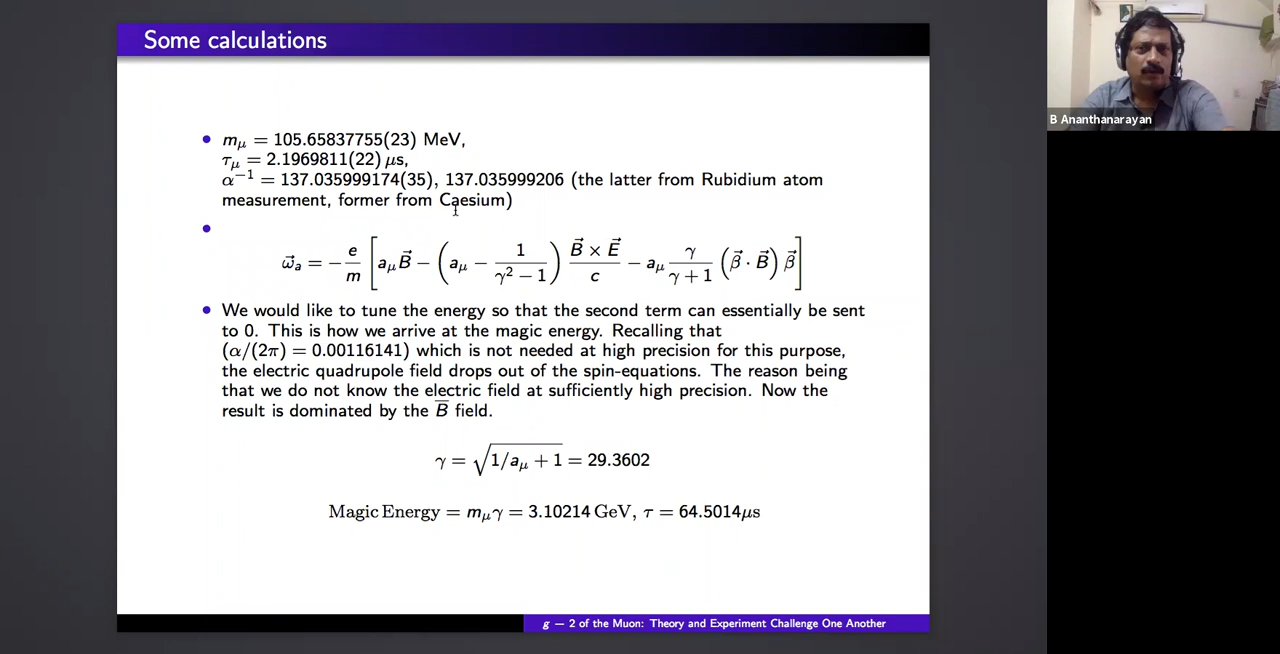 Some calculations
• m_μ = 105.65837755(23) MeV,
τ_μ = 2.1969811(22) μs,
α⁻¹ = 137.035999174(35), 137.035999206 (the latter from Rubidium atom
measurement, former from Caesium)
• ω⃗_a = −e/m [a_μ B⃗ − (a_μ − 1/(γ² − 1)) (B⃗ × E⃗)/c − a_μ γ/(γ + 1) (β⃗ · B⃗) β⃗]
• We would like to tune the energy so that the second term can essentially be sent
to 0. This is how we arrive at the magic energy. Recalling that
(α/(2π) = 0.00116141) which is not needed at high precision for this purpose,
the electric quadrupole field drops out of the spin-equations. The reason being
that we do not know the electric field at sufficiently high precision. Now the
result is dominated by the B̅ field.
γ = √(1/a_μ + 1) = 29.3602
Magic Energy = m_μγ = 3.10214 GeV, τ = 64.5014μs
g − 2 of the Muon: Theory and Experiment Challenge One Another
B Ananthanarayan